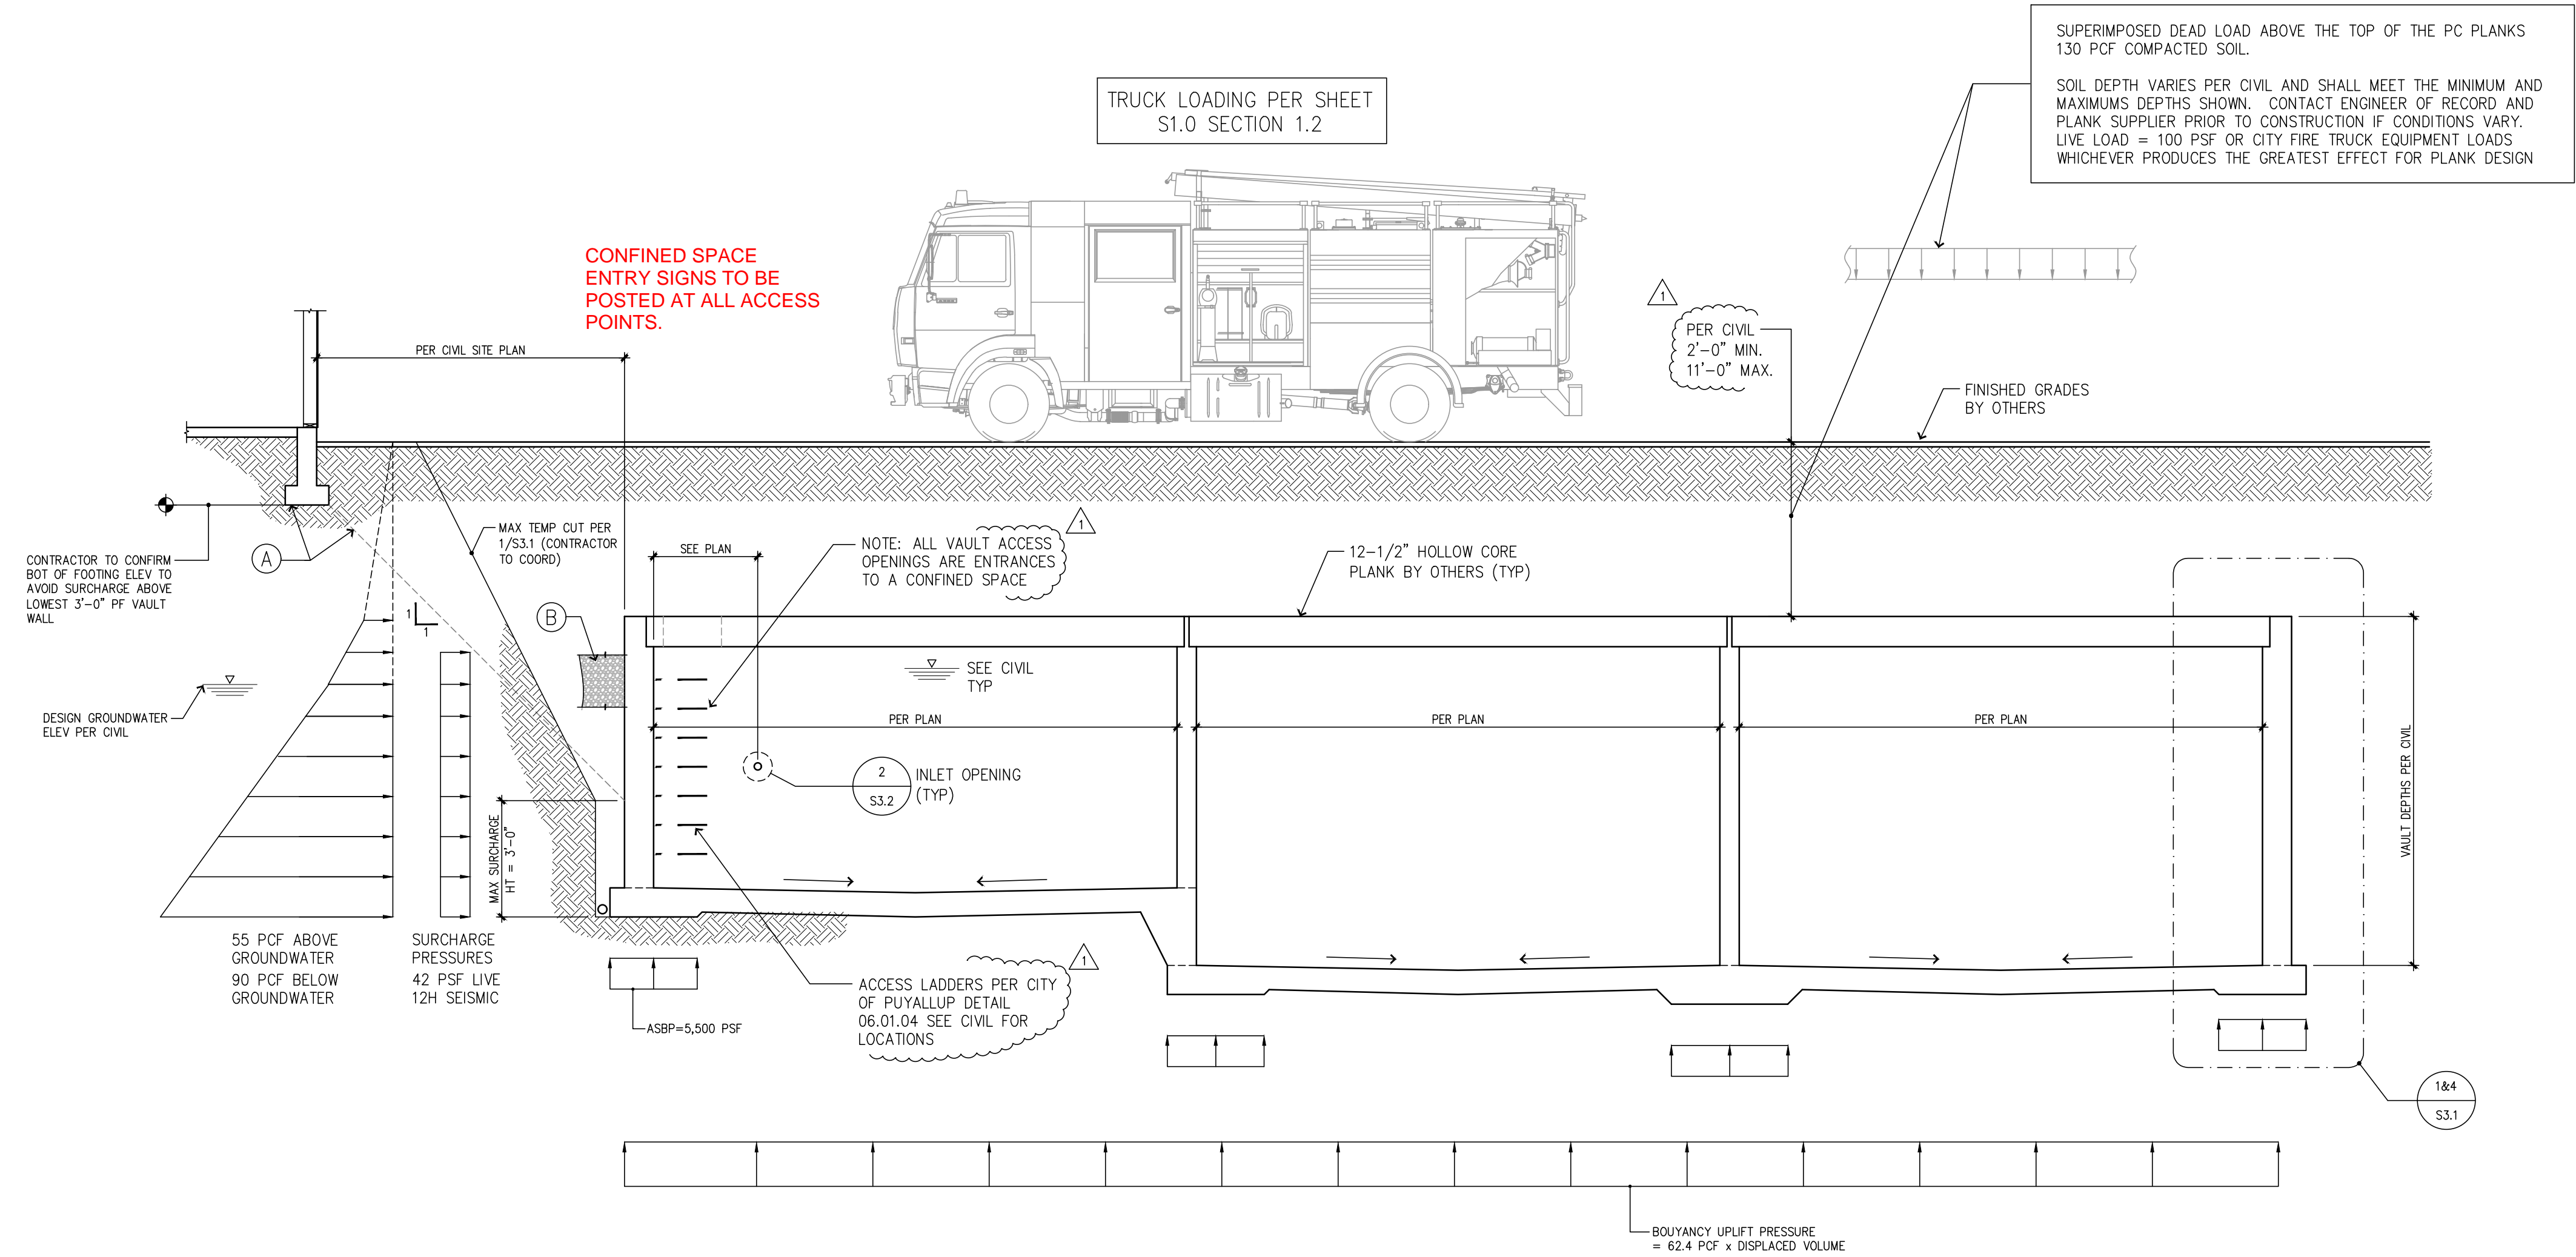 SUPERIMPOSED DEAD LOAD ABOVE THE TOP OF THE PC PLANKS
130 PCF COMPACTED SOIL.
SOIL DEPTH VARIES PER CIVIL AND SHALL MEET THE MINIMUM AND
MAXIMUMS DEPTHS SHOWN. CONTACT ENGINEER OF RECORD AND
PLANK SUPPLIER PRIOR TO CONSTRUCTION IF CONDITIONS VARY.
LIVE LOAD = 100 PSF OR CITY FIRE TRUCK EQUIPMENT LOADS
WHICHEVER PRODUCES THE GREATEST EFFECT FOR PLANK DESIGN
TRUCK LOADING PER SHEET
S1.0 SECTION 1.2
CONFINED SPACE
ENTRY SIGNS TO BE
POSTED AT ALL ACCESS
POINTS.
1
PER CIVIL
2'-0" MIN.
11'-0" MAX.
PER CIVIL SITE PLAN
FINISHED GRADES
BY OTHERS
MAX TEMP CUT PER
1/S3.1 (CONTRACTOR
TO COORD)
SEE PLAN
1
NOTE: ALL VAULT ACCESS
OPENINGS ARE ENTRANCES
TO A CONFINED SPACE
12-1/2" HOLLOW CORE
PLANK BY OTHERS (TYP)
CONTRACTOR TO CONFIRM
BOT OF FOOTING ELEV TO
AVOID SURCHARGE ABOVE
LOWEST 3'-0" PF VAULT
WALL
A
1
1
B
SEE CIVIL
TYP
DESIGN GROUNDWATER
ELEV PER CIVIL
PER PLAN
PER PLAN
PER PLAN
VAULT DEPTHS PER CIVIL
2
S3.2
INLET OPENING
(TYP)
MAX SURCHARGE
HT = 3'-0"
55 PCF ABOVE
GROUNDWATER
90 PCF BELOW
GROUNDWATER
SURCHARGE
PRESSURES
42 PSF LIVE
12H SEISMIC
1
ACCESS LADDERS PER CITY
OF PUYALLUP DETAIL
06.01.04 SEE CIVIL FOR
LOCATIONS
ASBP=5,500 PSF
1&4
S3.1
BOUYANCY UPLIFT PRESSURE
= 62.4 PCF x DISPLACED VOLUME